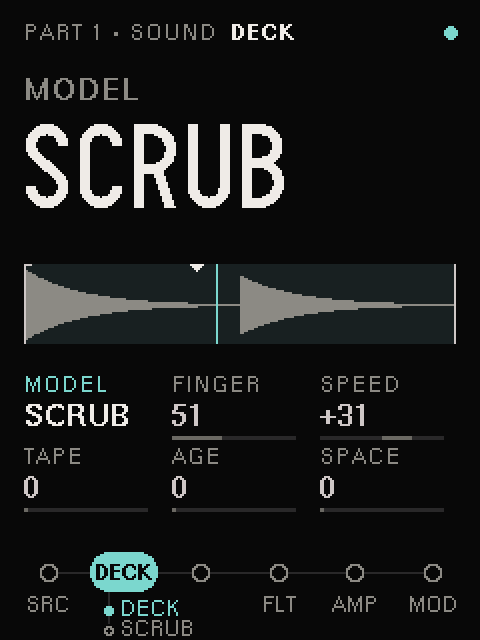 PART 1 · SOUND DECK
MODEL
SCRUB
MODEL FINGER SPEED
SCRUB 51 +31
TAPE AGE SPACE
0 0 0
DECK
SRC FLT AMP MOD
DECK
SCRUB